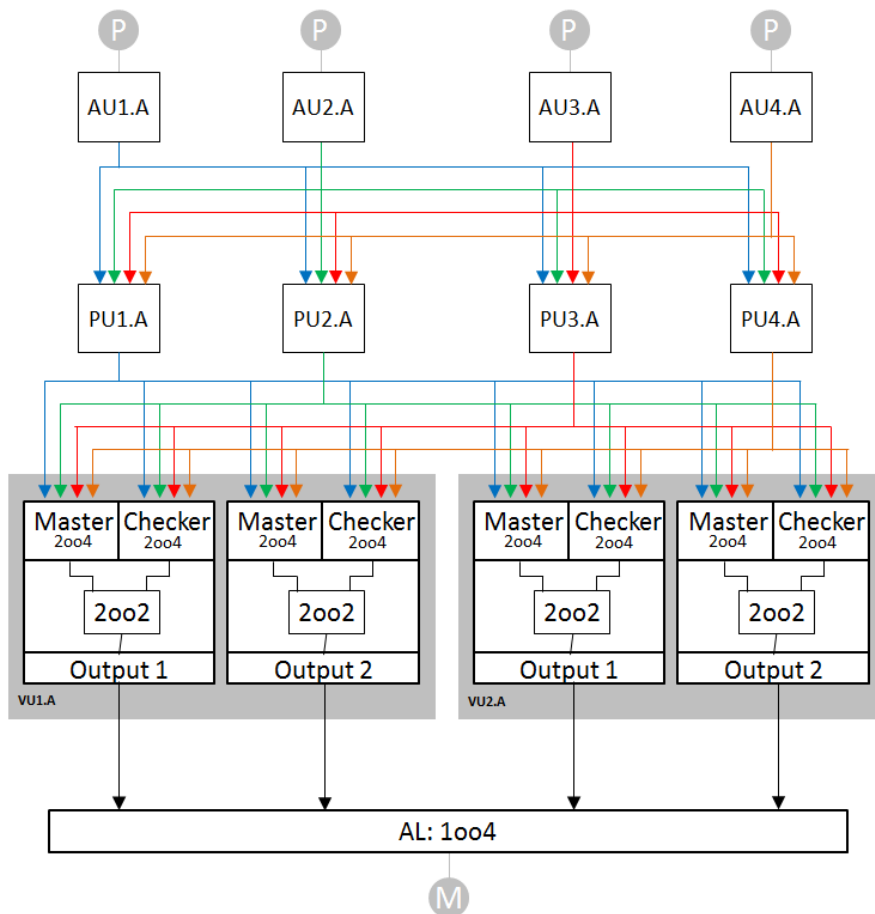 P P P P
AU1.A AU2.A AU3.A AU4.A
PU1.A PU2.A PU3.A PU4.A
Master Checker Master Checker Master Checker Master Checker
2oo4 2oo4 2oo4 2oo4 2oo4 2oo4 2oo4 2oo4
2oo2 2oo2 2oo2 2oo2
Output 1 Output 2 Output 1 Output 2
VU1.A VU2.A
AL: 1oo4
M